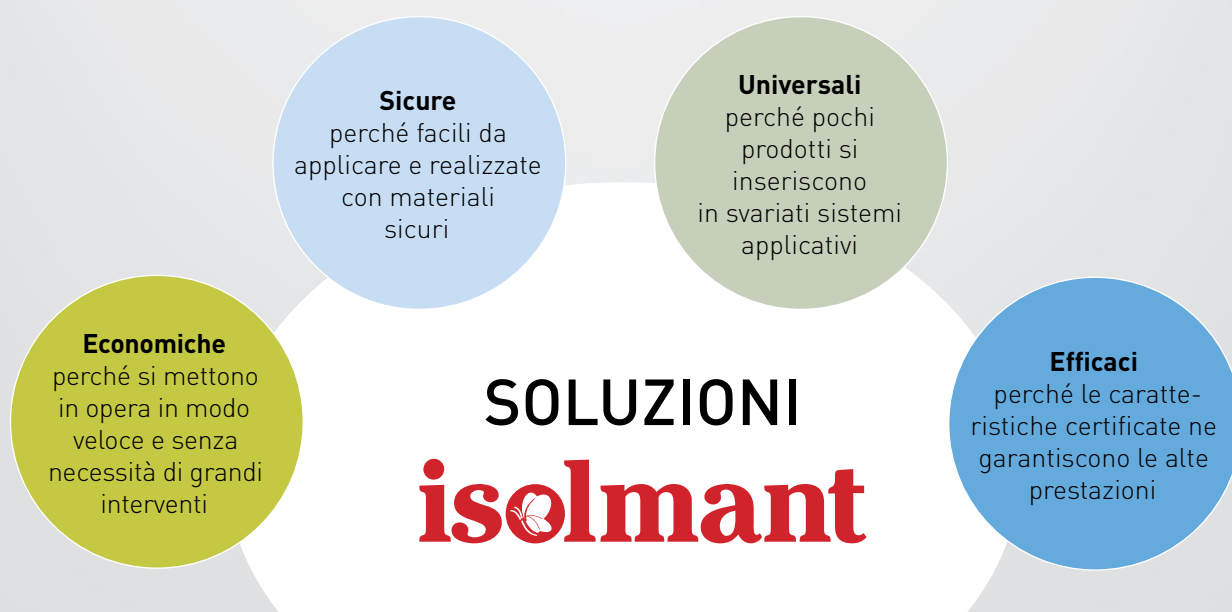 Economiche
perché si mettono
in opera in modo
veloce e senza
necessità di grandi
interventi
Sicure
perché facili da
applicare e realizzate
con materiali
sicuri
Universali
perché pochi
prodotti si
inseriscono
in svariati sistemi
applicativi
Efficaci
perché le caratte-
ristiche certificate ne
garantiscono le alte
prestazioni
SOLUZIONI
isolmant